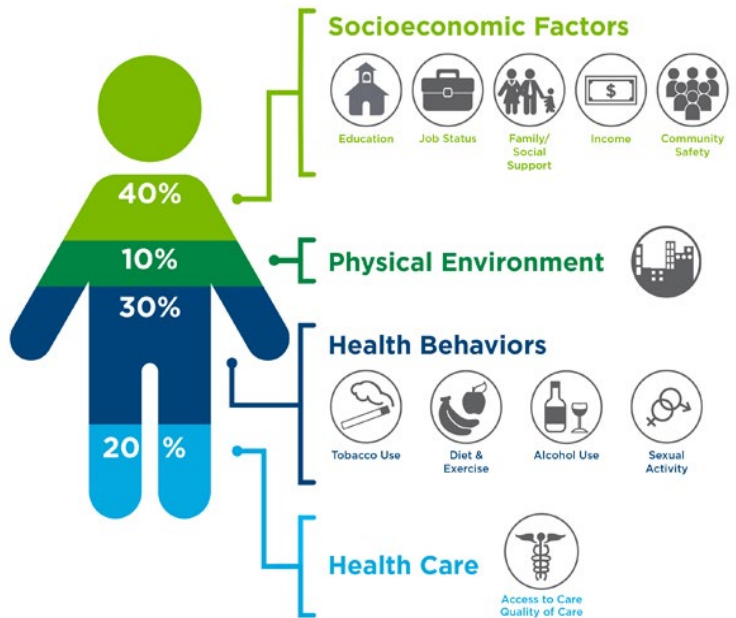 Socioeconomic Factors
$
Education
Job Status
Family/
Social
Support
Income
Community
Safety
40%
10%
Physical Environment
30%
Health Behaviors
Tobacco Use
Diet &
Exercise
Alcohol Use
Sexual
Activity
20 %
Health Care
Access to Care
Quality of Care